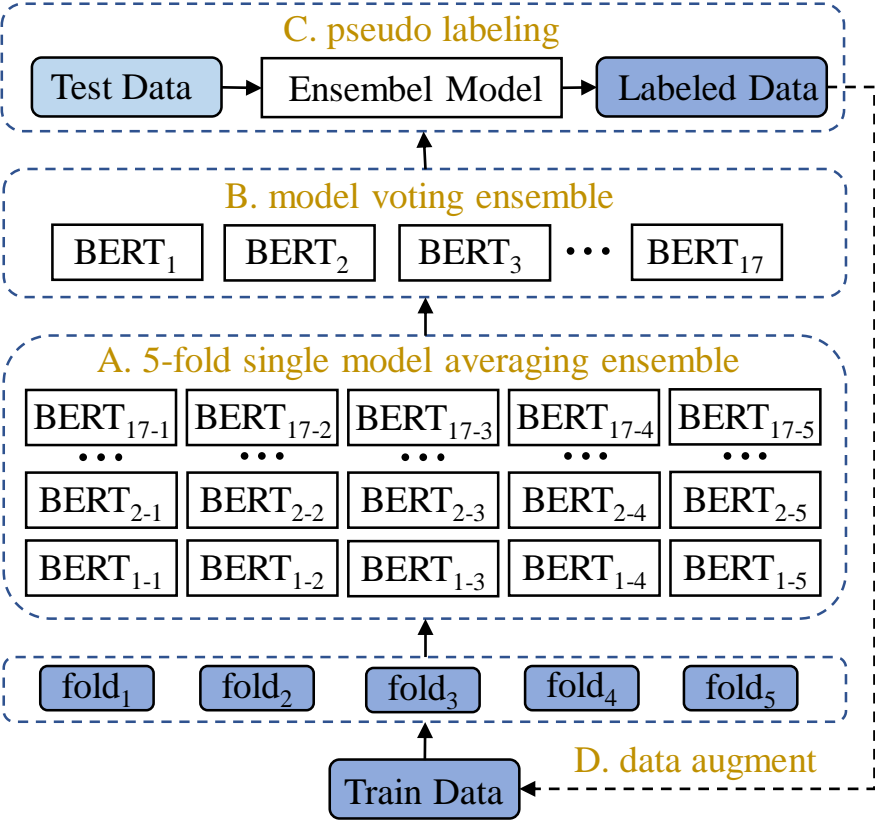 C. pseudo labeling
Test Data Ensembel Model Labeled Data
B. model voting ensemble
BERT1 BERT2 BERT3 ••• BERT17
A. 5-fold single model averaging ensemble
BERT17-1 BERT17-2 BERT17-3 BERT17-4 BERT17-5
••• ••• ••• ••• •••
BERT2-1 BERT2-2 BERT2-3 BERT2-4 BERT2-5
BERT1-1 BERT1-2 BERT1-3 BERT1-4 BERT1-5
fold1 fold2 fold3 fold4 fold5
D. data augment
Train Data